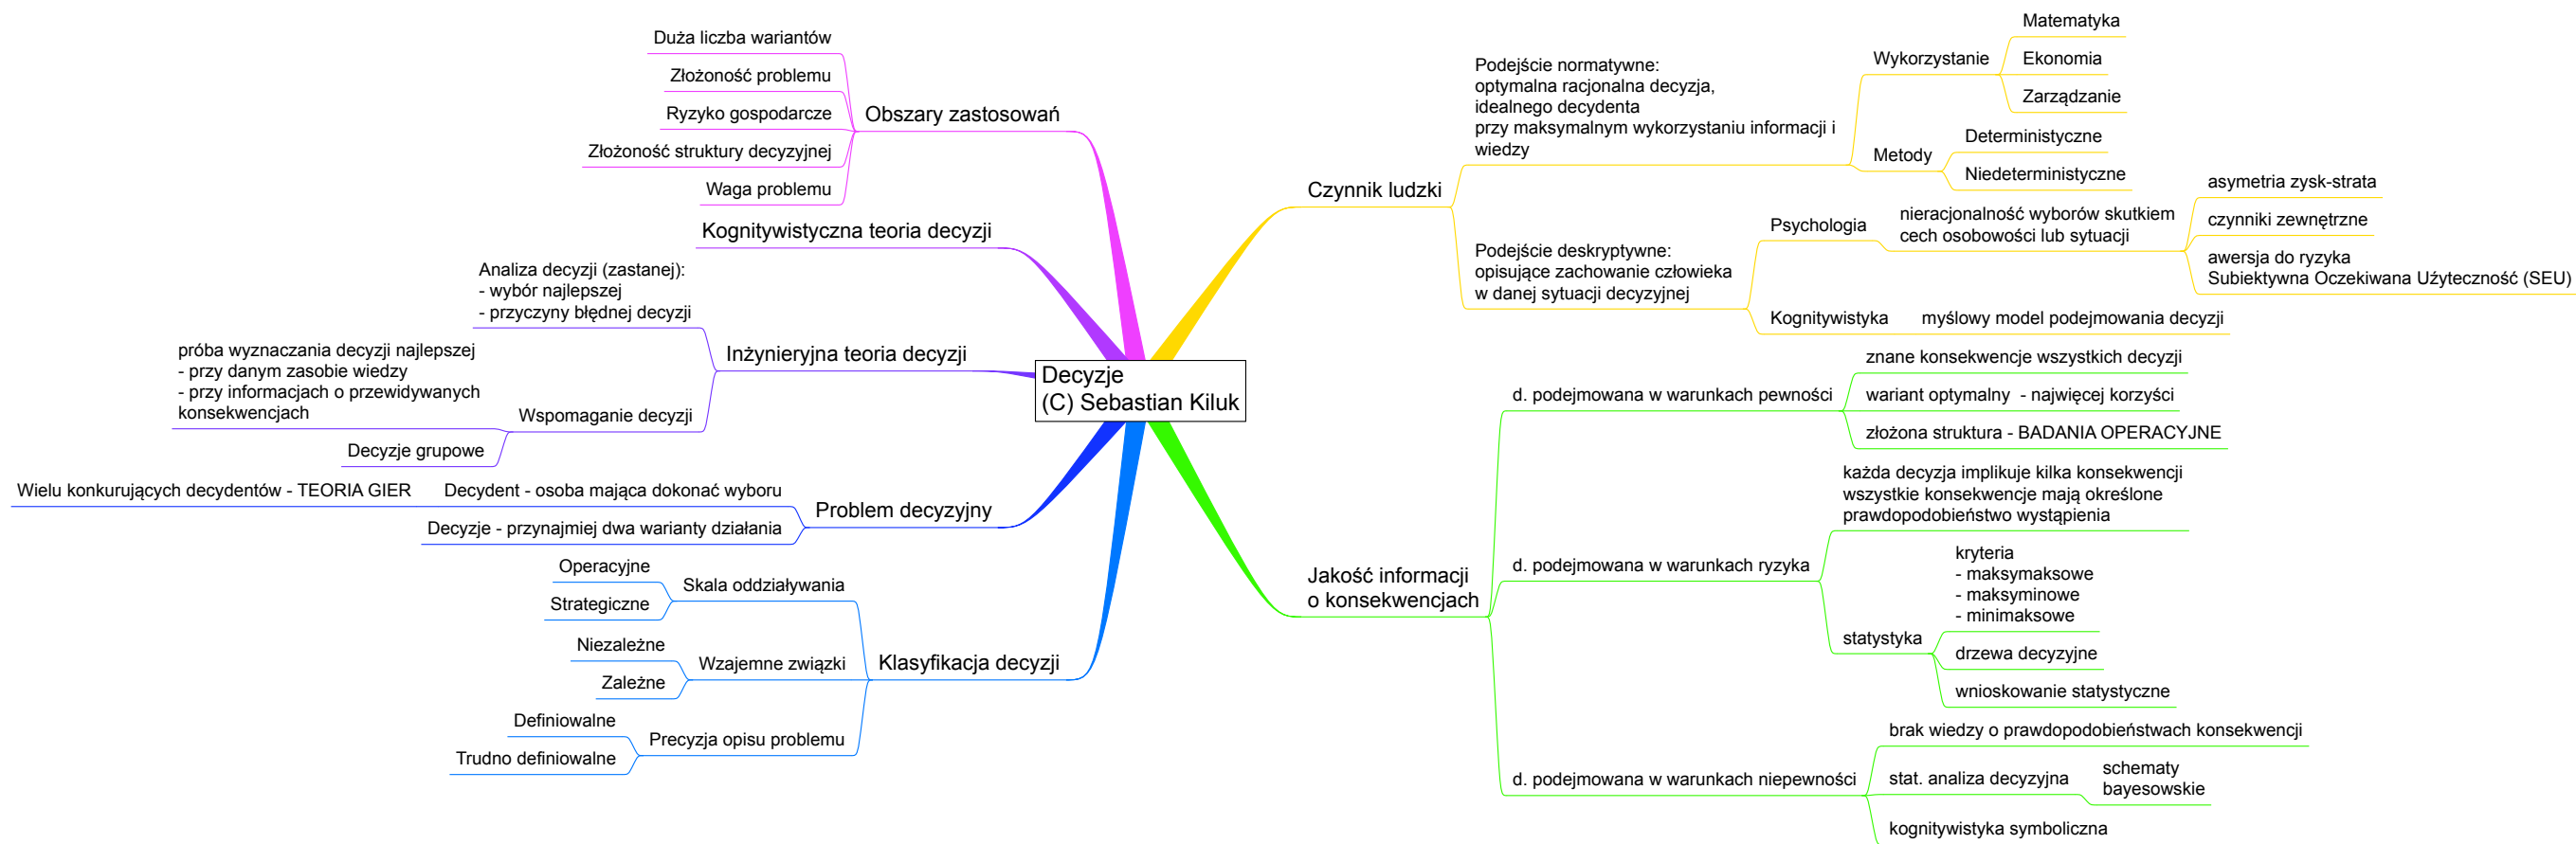 Decyzje
(C) Sebastian Kiluk
Obszary zastosowań
Duża liczba wariantów
Złożoność problemu
Ryzyko gospodarcze
Złożoność struktury decyzyjnej
Waga problemu
Kognitywistyczna teoria decyzji
Inżynieryjna teoria decyzji
Analiza decyzji (zastanej):
- wybór najlepszej
- przyczyny błędnej decyzji
Wspomaganie decyzji
próba wyznaczania decyzji najlepszej
- przy danym zasobie wiedzy
- przy informacjach o przewidywanych
konsekwencjach
Decyzje grupowe
Problem decyzyjny
Decydent - osoba mająca dokonać wyboru
Wielu konkurujących decydentów - TEORIA GIER
Decyzje - przynajmiej dwa warianty działania
Klasyfikacja decyzji
Skala oddziaływania
Operacyjne
Strategiczne
Wzajemne związki
Niezależne
Zależne
Precyzja opisu problemu
Definiowalne
Trudno definiowalne
Czynnik ludzki
Podejście normatywne:
optymalna racjonalna decyzja,
idealnego decydenta
przy maksymalnym wykorzystaniu informacji i
wiedzy
Wykorzystanie
Matematyka
Ekonomia
Zarządzanie
Metody
Deterministyczne
Niedeterministyczne
Podejście deskryptywne:
opisujące zachowanie człowieka
w danej sytuacji decyzyjnej
Psychologia
nieracjonalność wyborów skutkiem
cech osobowości lub sytuacji
asymetria zysk-strata
czynniki zewnętrzne
awersja do ryzyka
Subiektywna Oczekiwana Użyteczność (SEU)
Kognitywistyka
myślowy model podejmowania decyzji
Jakość informacji
o konsekwencjach
d. podejmowana w warunkach pewności
znane konsekwencje wszystkich decyzji
wariant optymalny - najwięcej korzyści
złożona struktura - BADANIA OPERACYJNE
d. podejmowana w warunkach ryzyka
każda decyzja implikuje kilka konsekwencji
wszystkie konsekwencje mają określone
prawdopodobieństwo wystąpienia
statystyka
kryteria
- maksymaksowe
- maksyminowe
- minimaksowe
drzewa decyzyjne
wnioskowanie statystyczne
d. podejmowana w warunkach niepewności
brak wiedzy o prawdopodobieństwach konsekwencji
stat. analiza decyzyjna
schematy
bayesowskie
kognitywistyka symboliczna